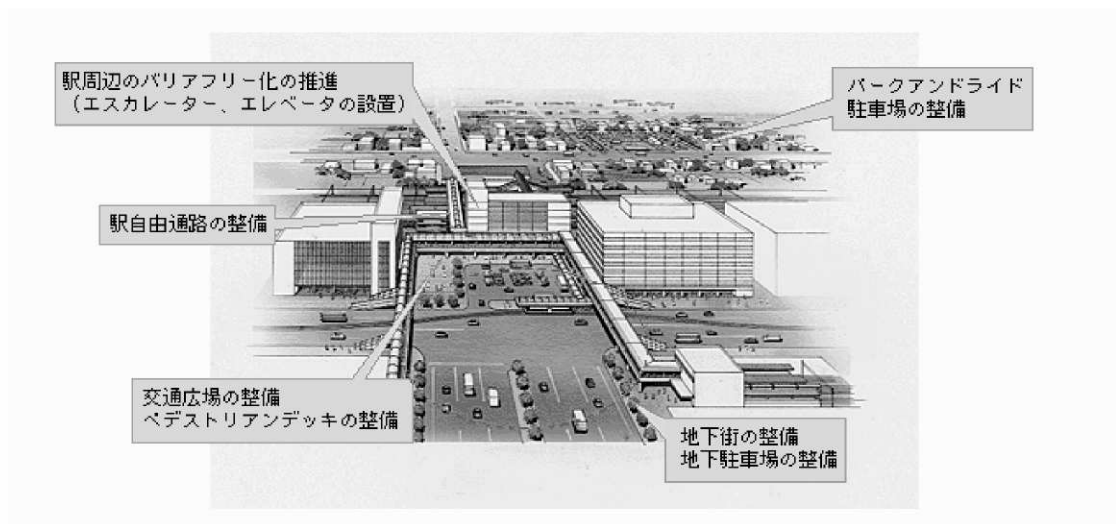 駅周辺のバリアフリー化の推進
（エスカレーター、エレベータの設置）
パークアンドライド
駐車場の整備
駅自由通路の整備
交通広場の整備
ペデストリアンデッキの整備
地下街の整備
地下駐車場の整備